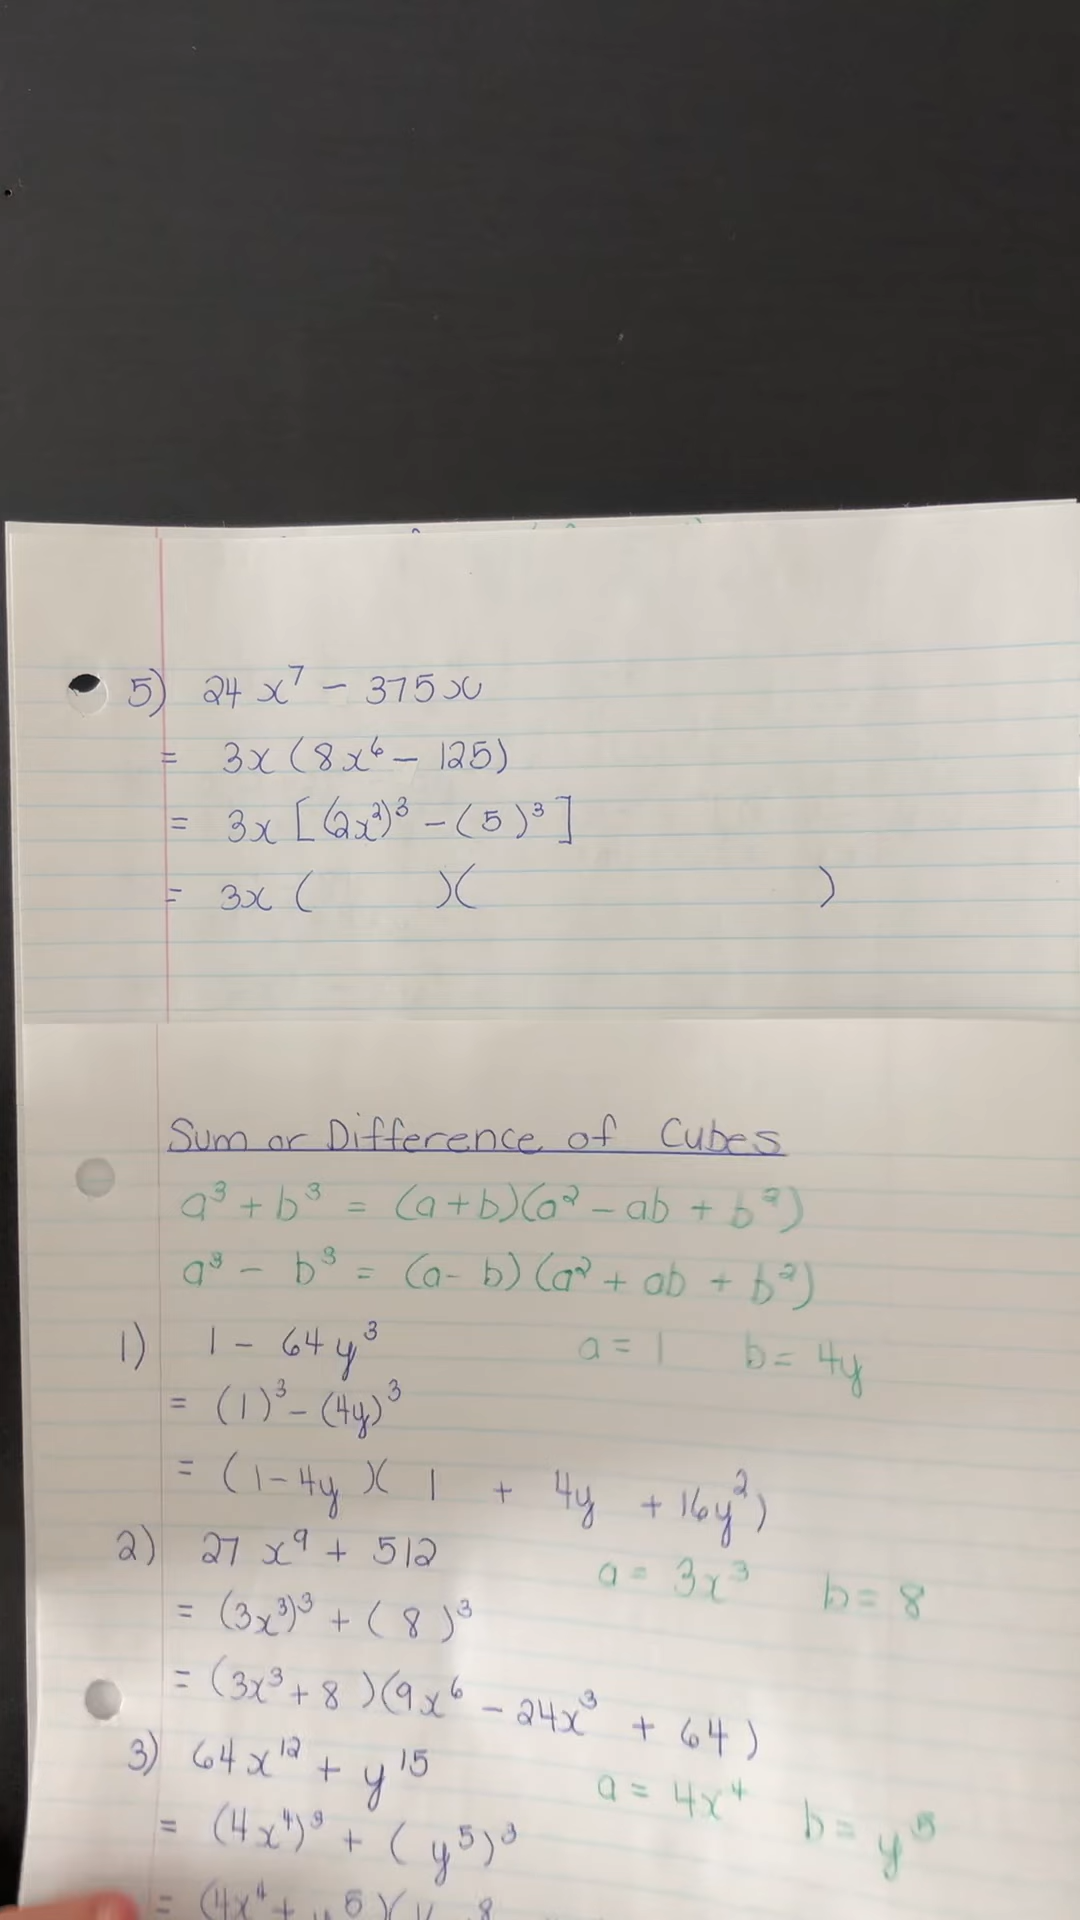 5) 24x⁷ - 375x
= 3x(8x⁶ - 125)
= 3x[(2x²)³ - (5)³]
= 3x( )( )
Sum or Difference of Cubes
a³ + b³ = (a+b)(a² - ab + b²)
a³ - b³ = (a-b)(a² + ab + b²)
1) 1 - 64y³ a = 1 b = 4y
= (1)³ - (4y)³
= (1-4y)(1 + 4y + 16y²)
2) 27x⁹ + 512 a = 3x³ b = 8
= (3x³)³ + (8)³
= (3x³+8)(9x⁶ - 24x³ + 64)
3) 64x¹² + y¹⁵ a = 4x⁴ b = y⁵
= (4x⁴)³ + (y⁵)³
= (4x⁴ +